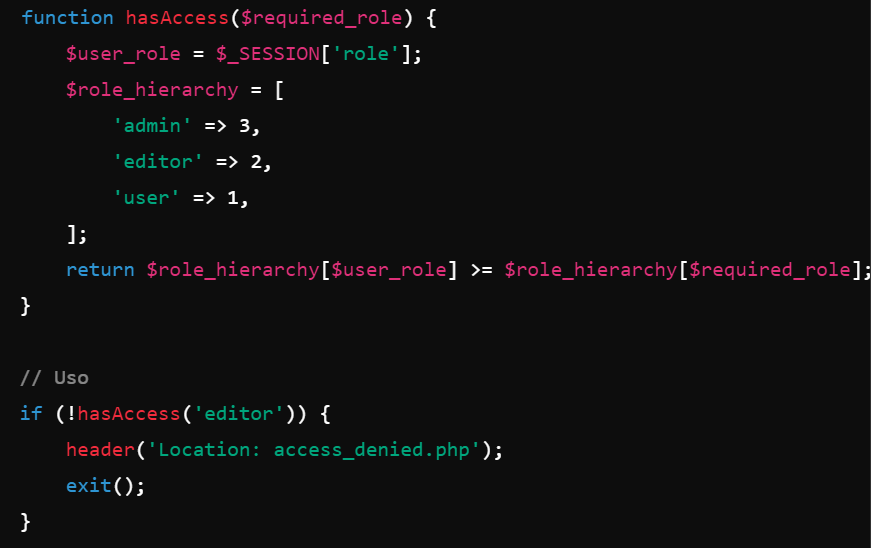 function hasAccess($required_role) {
    $user_role = $_SESSION['role'];
    $role_hierarchy = [
        'admin' => 3,
        'editor' => 2,
        'user' => 1,
    ];
    return $role_hierarchy[$user_role] >= $role_hierarchy[$required_role];
}

// Uso
if (!hasAccess('editor')) {
    header('Location: access_denied.php');
    exit();
}